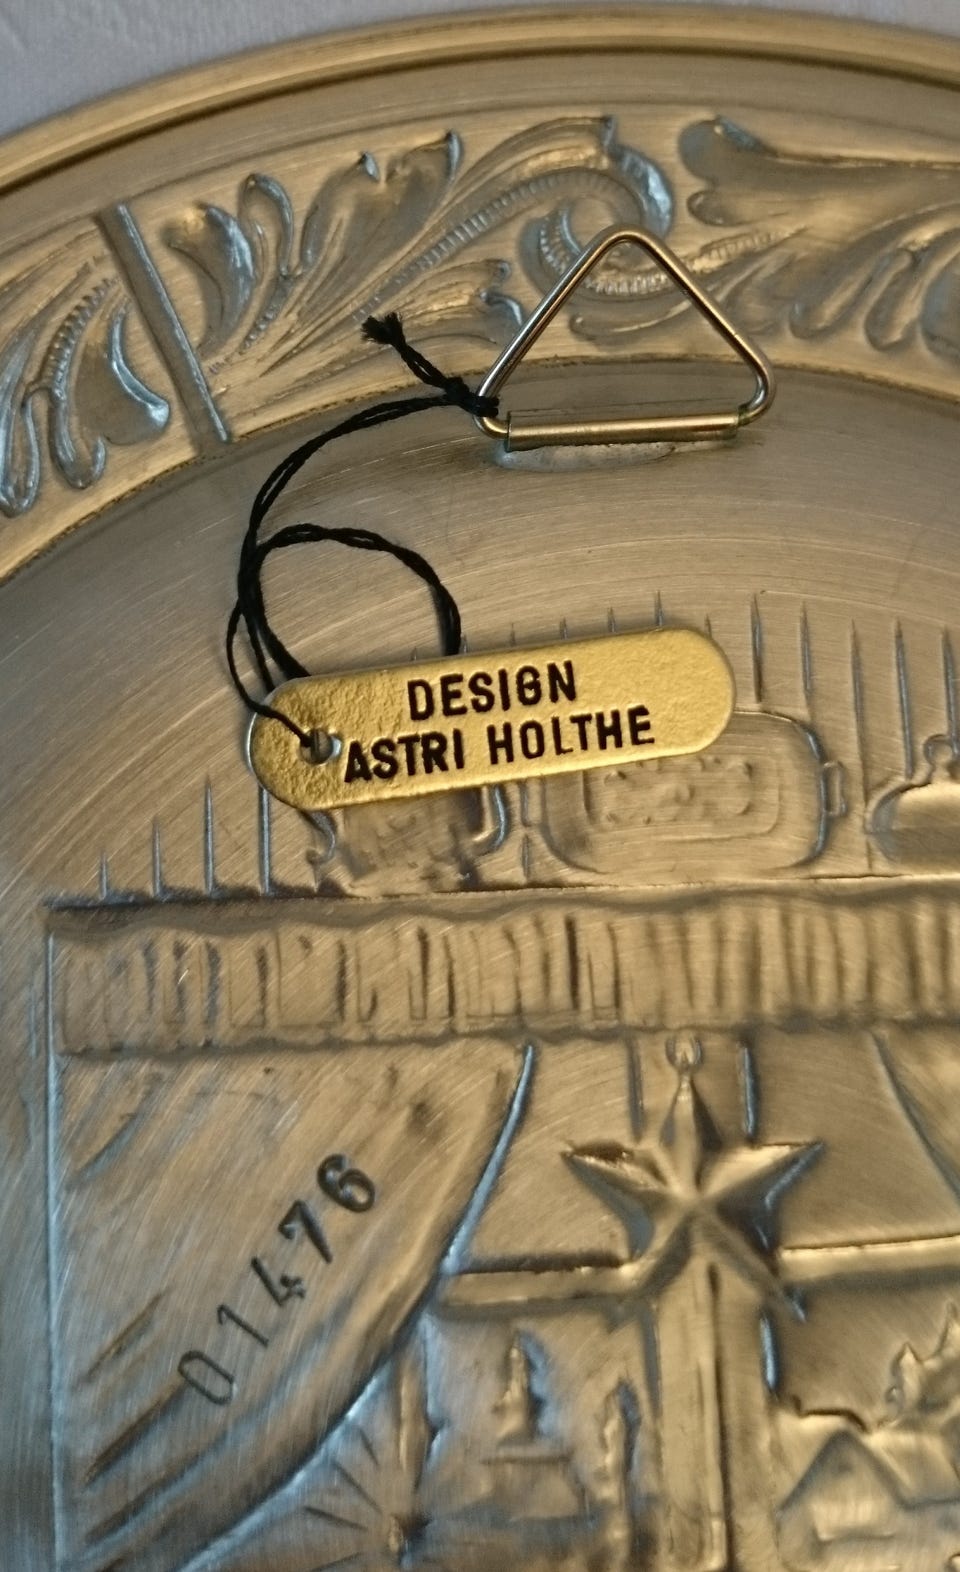 DESIGN
ASTRI HOLTHE
01476